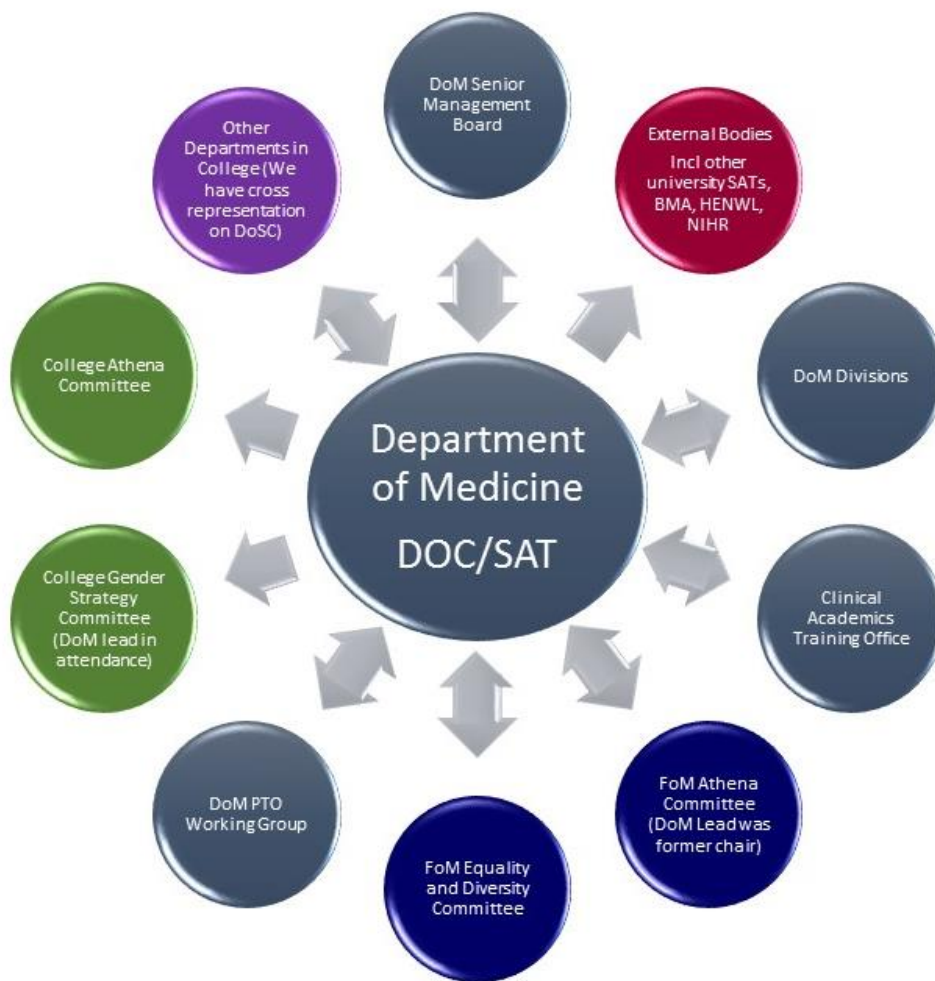 DoM Senior
Management
Board
External Bodies
Incl other
university SATs,
BMA, HENWL,
NIHR
DoM Divisions
Clinical
Academics
Training Office
FoM Athena
Committee
(DoM Lead was
former chair)
FoM Equality
and Diversity
Committee
DoM PTO
Working Group
College Gender
Strategy
Committee
(DoM lead in
attendance)
College Athena
Committee
Other
Departments in
College (We
have cross
representation
on DoSC)
Department
of Medicine
DOC/SAT